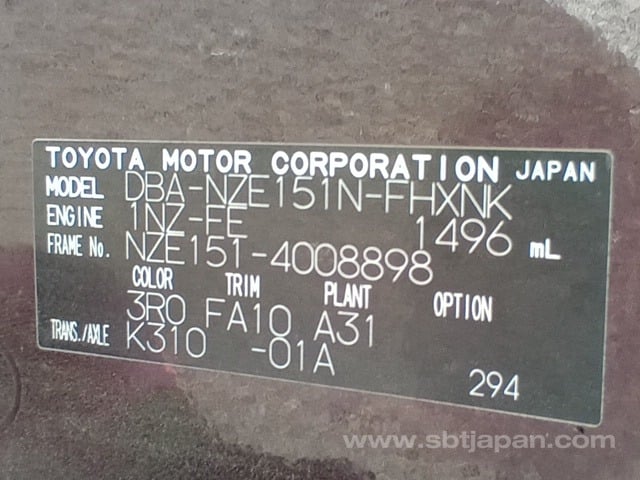 TOYOTA MOTOR CORPORATION JAPAN
MODEL DBA-NZE151N-FHXNK
ENGINE 1NZ-FE 1496 mL
FRAME No. NZE151-4008898
COLOR TRIM PLANT OPTION
3R0 FA10 A31
TRANS./AXLE K310 -01A
294
www.sbtjapan.com